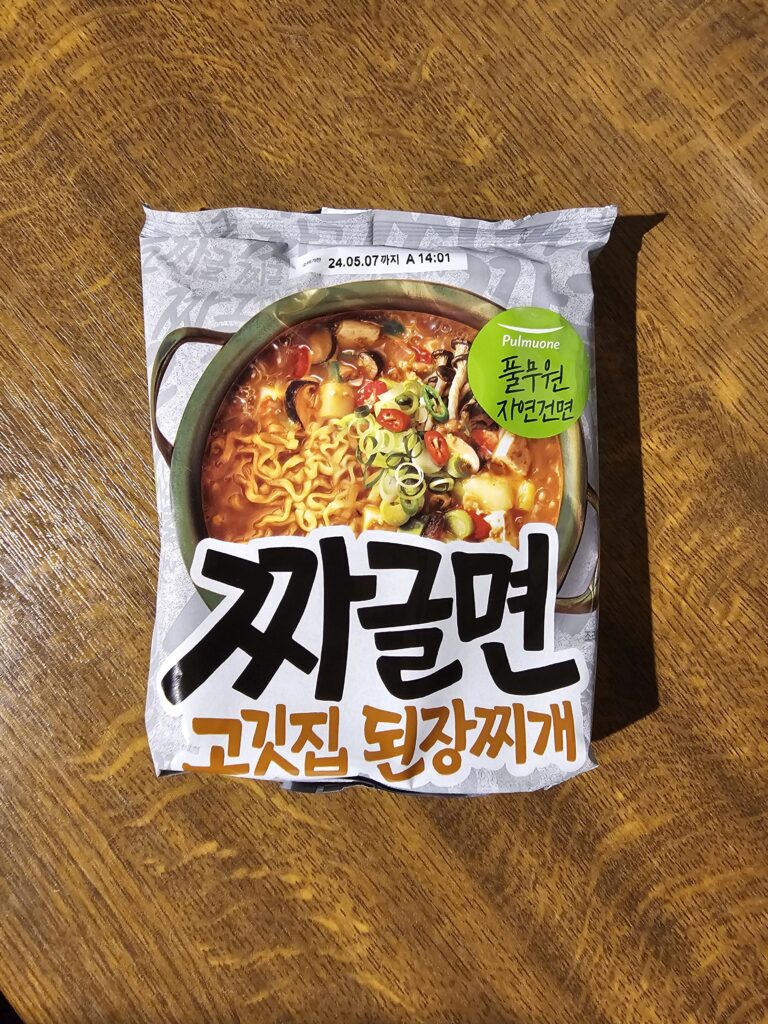 24.05.07까지 A 14:01
Pulmuone
풀무원
자연건면
짜글면
고깃집 된장찌개